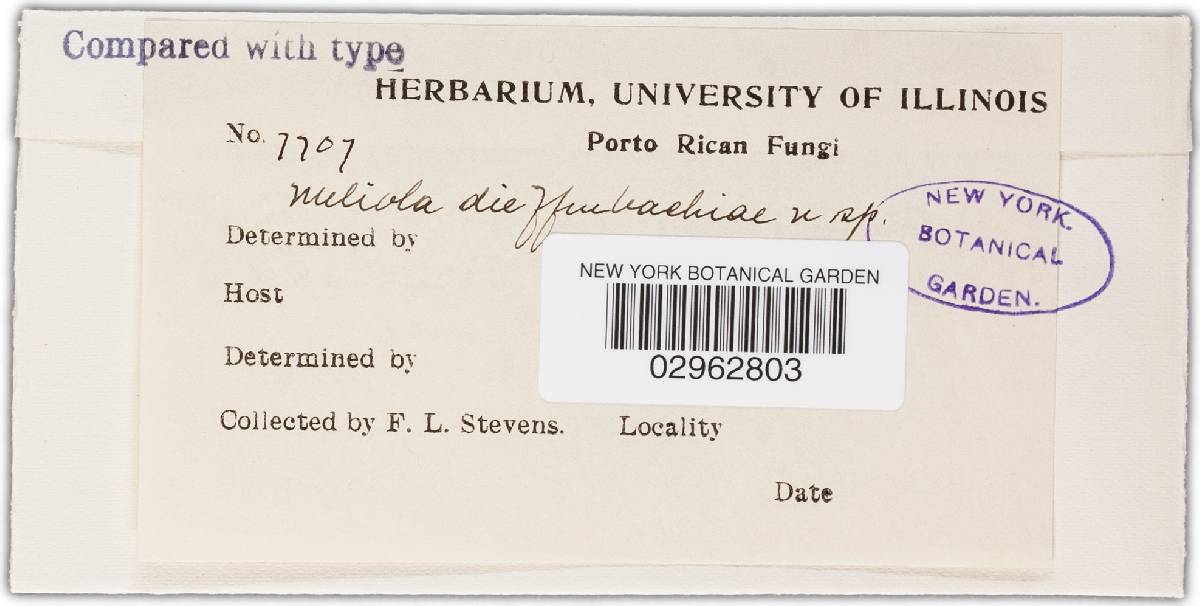 Compared with type
HERBARIUM, UNIVERSITY OF ILLINOIS
No. 7707
Porto Rican Fungi
Meliola dieffenbachiae n sp.
Determined by
NEW YORK
BOTANICAL
GARDEN.
NEW YORK BOTANICAL GARDEN
02962803
Host
Determined by
Collected by F. L. Stevens. Locality
Date